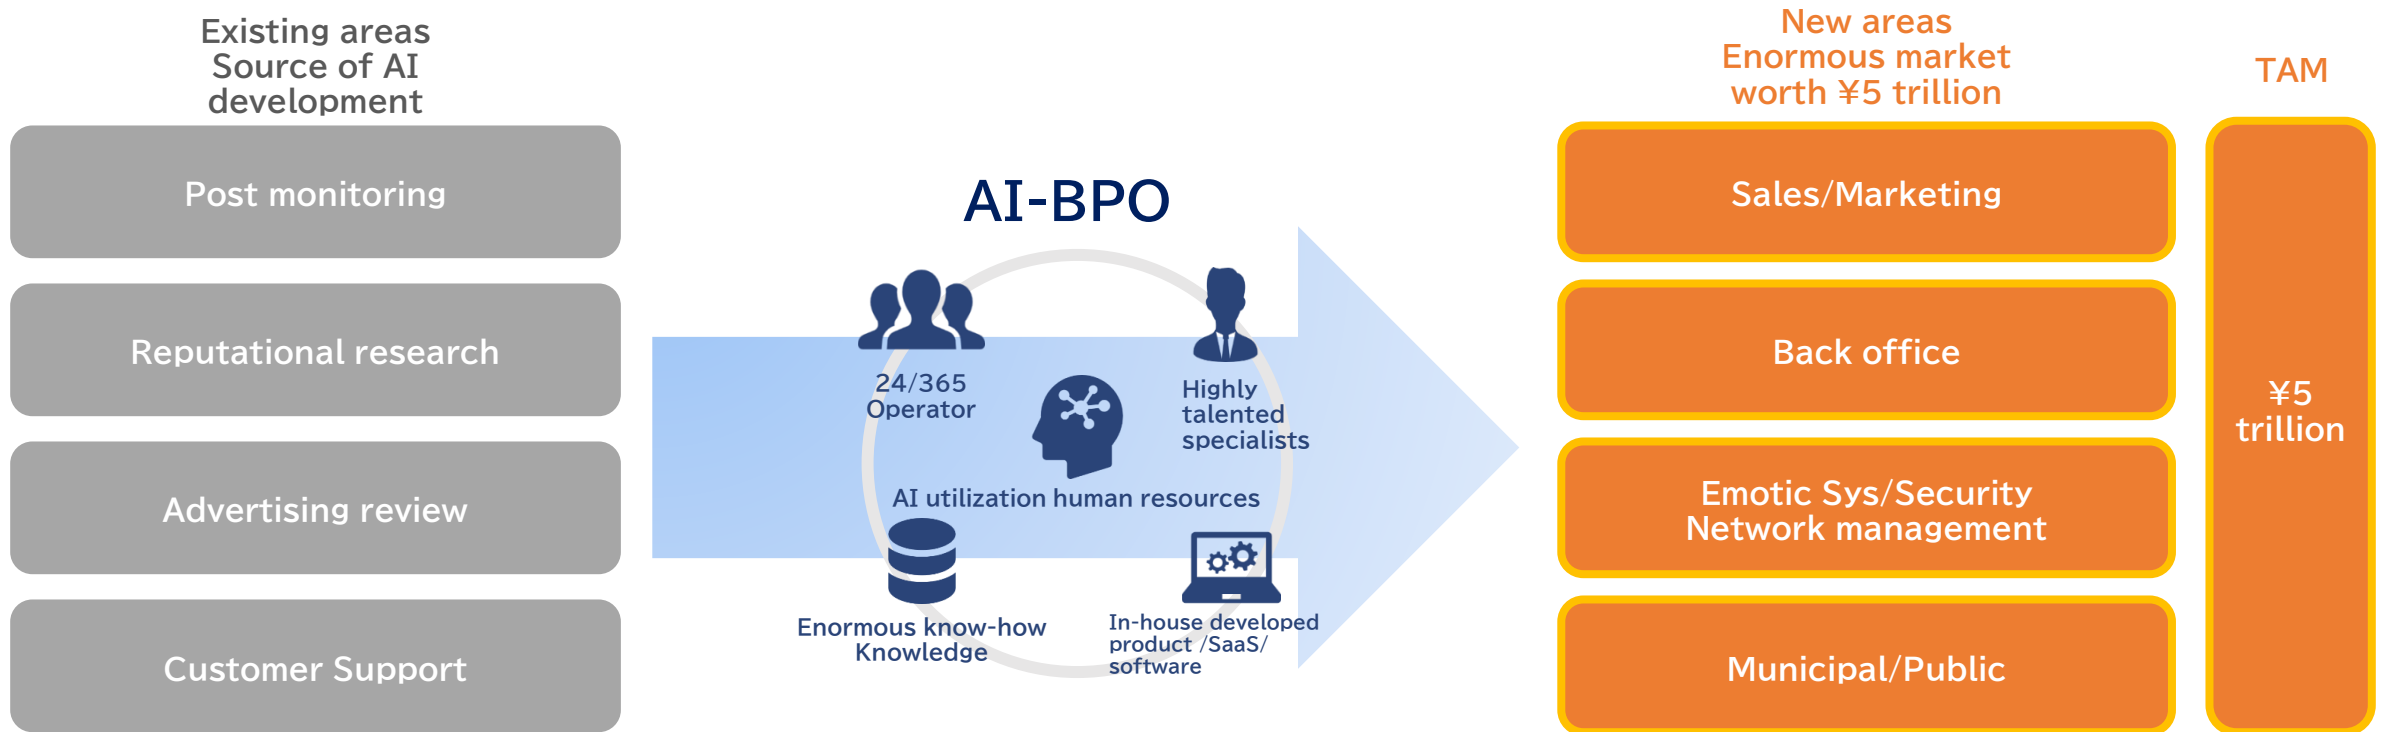 Existing areas
Source of AI
development
Post monitoring
Reputational research
Advertising review
Customer Support
AI-BPO
24/365
Operator
Highly
talented
specialists
AI utilization human resources
Enormous know-how
Knowledge
In-house developed
product /SaaS/
software
New areas
Enormous market
worth ¥5 trillion
Sales/Marketing
Back office
Emotic Sys/Security
Network management
Municipal/Public
TAM
¥5
trillion